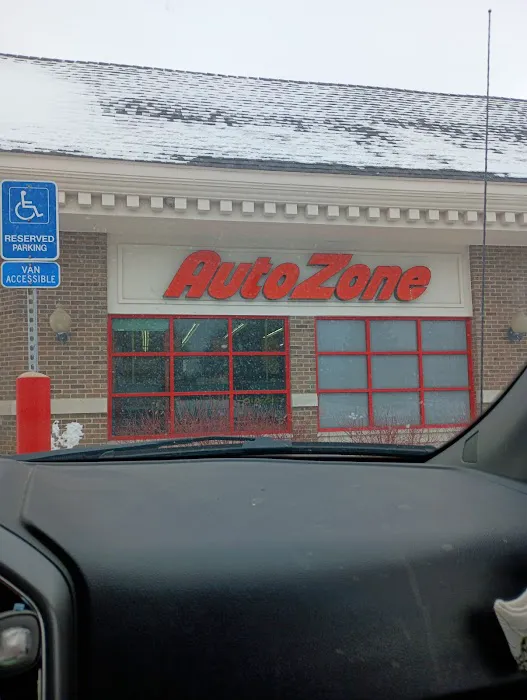 RESERVED
PARKING
VAN
ACCESSIBLE
AutoZone